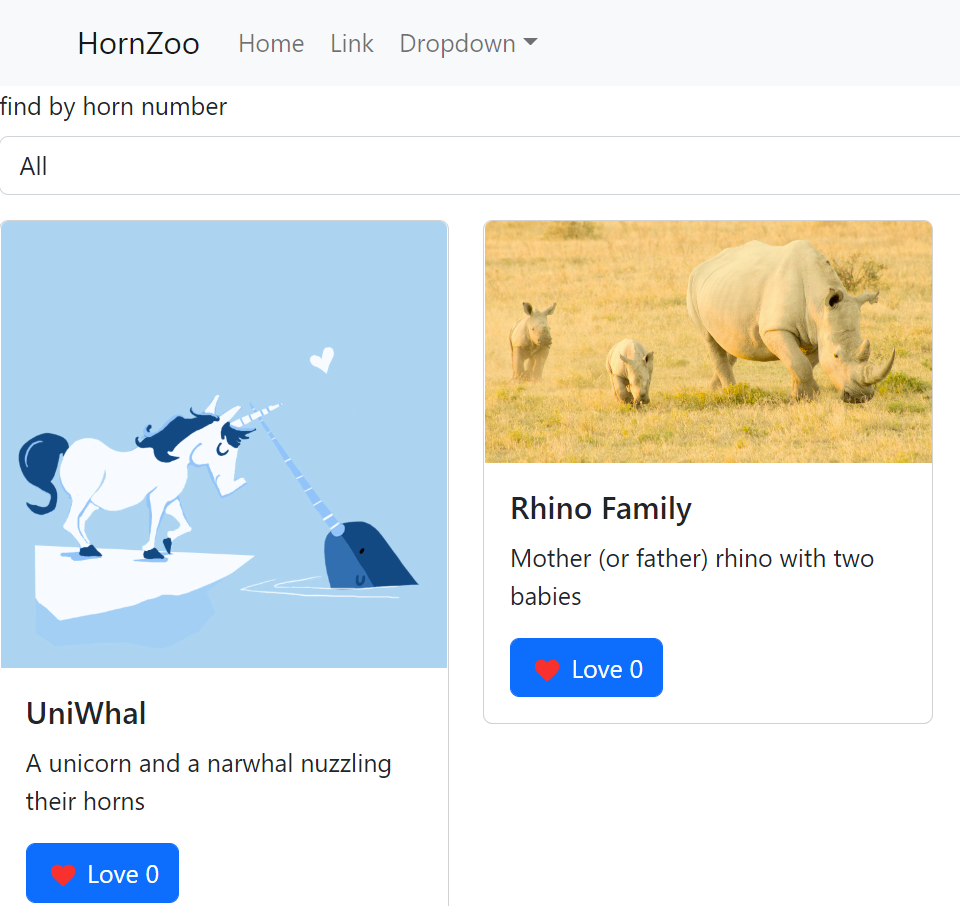 HornZoo Home Link Dropdown
find by horn number
All
UniWhal
A unicorn and a narwhal nuzzling
their horns
Love 0
Rhino Family
Mother (or father) rhino with two
babies
Love 0